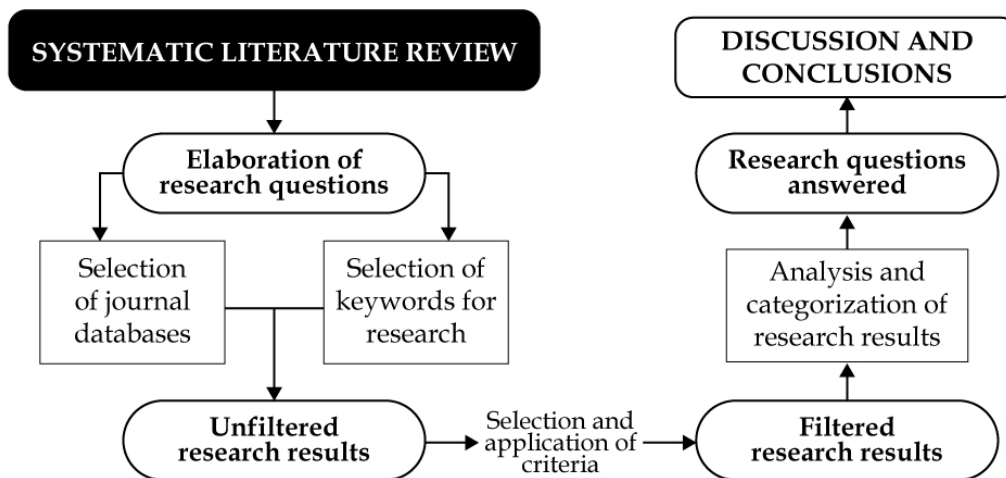 SYSTEMATIC LITERATURE REVIEW
Elaboration of
research questions
Selection
of journal
databases
Selection of
keywords for
research
Unfiltered
research results
Selection and
application of
criteria
Filtered
research results
Analysis and
categorization of
research results
Research questions
answered
DISCUSSION AND
CONCLUSIONS